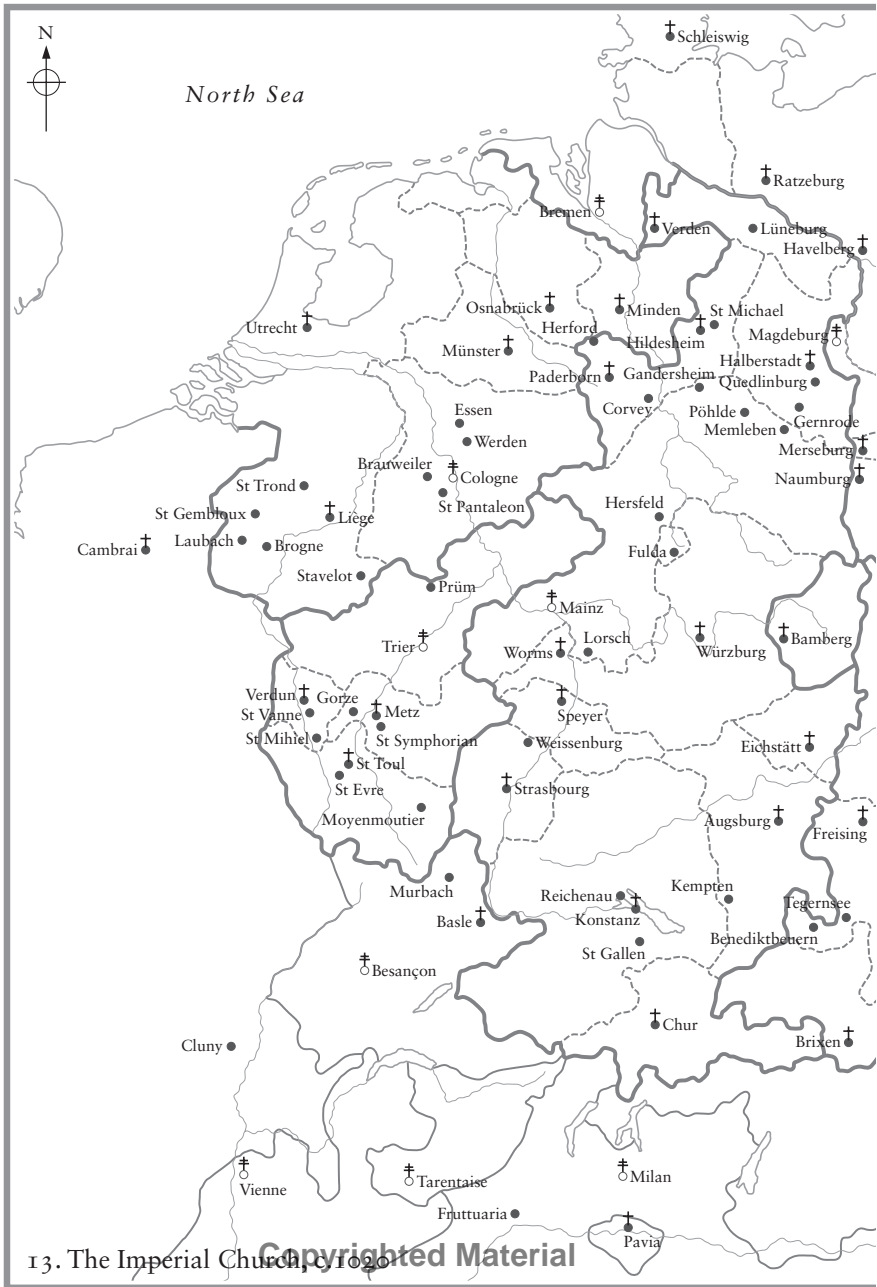 N
North Sea
Schleiswig
Ratzeburg
Bremen
Verden
Lüneburg
Havelberg
Osnabrück
Minden
St Michael
Utrecht
Herford
Hildesheim
Magdeburg
Münster
Halberstadt
Paderborn
Gandersheim
Quedlinburg
Corvey
Pöhlde
Gernrode
Essen
Memleben
Werden
Merseburg
Brauweiler
Cologne
Naumburg
St Trond
St Pantaleon
St Gembloux
Liège
Hersfeld
Cambrai
Laubach
Brogne
Fulda
Stavelot
Prüm
Mainz
Trier
Worms
Lorsch
Würzburg
Bamberg
Verdun
Gorze
Metz
Speyer
St Vanne
St Mihiel
St Symphorian
Weissenburg
Eichstätt
St Toul
St Evre
Strasbourg
Moyenmoutier
Augsburg
Freising
Murbach
Reichenau
Kempten
Tegernsee
Basle
Konstanz
Benediktbeuern
St Gallen
Besançon
Chur
Cluny
Brixen
Vienne
Tarentaise
Milan
Fruttuaria
Pavia
13. The Imperial Church, c.1020
Copyrighted Material